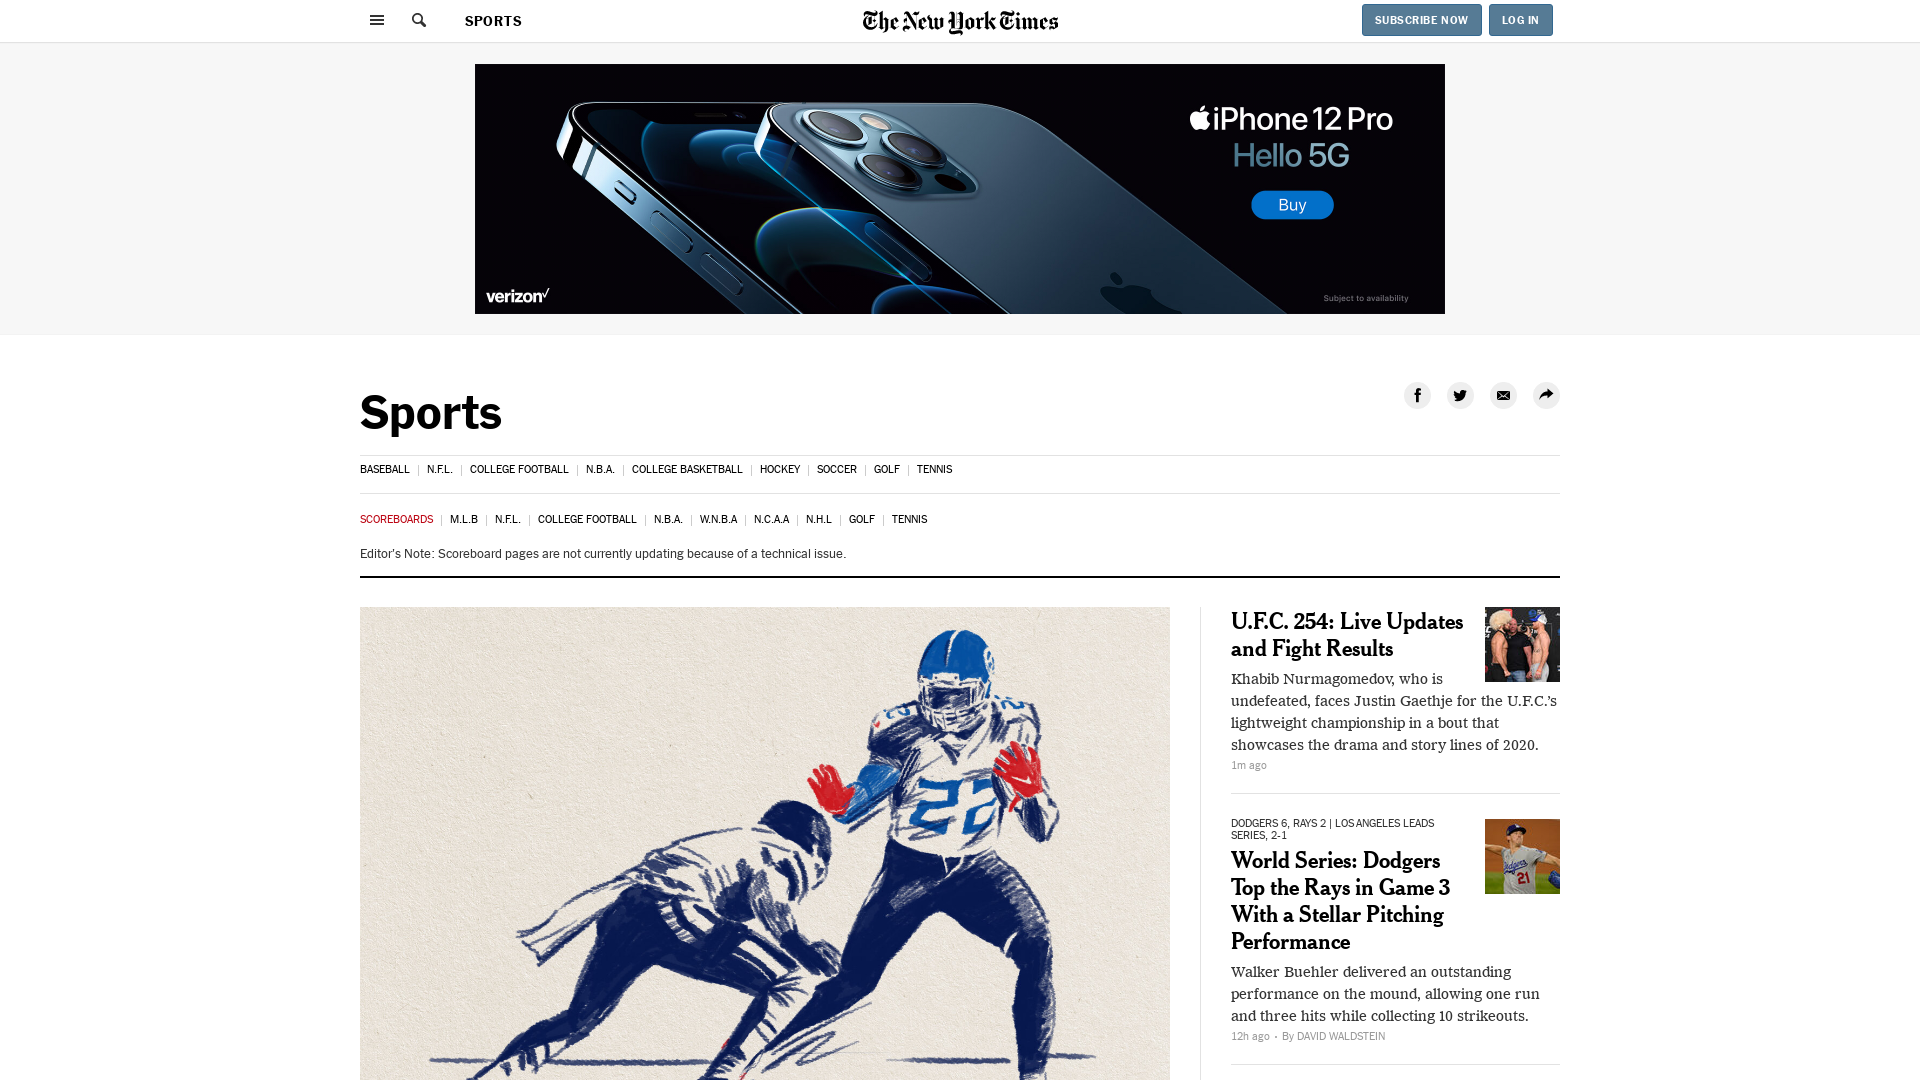 SPORTS
The New York Times
SUBSCRIBE NOW
LOG IN
iPhone 12 Pro
Hello 5G
Buy
verizon
Subject to availability
Sports
BASEBALL
N.F.L.
COLLEGE FOOTBALL
N.B.A.
COLLEGE BASKETBALL
HOCKEY
SOCCER
GOLF
TENNIS
SCOREBOARDS
M.L.B
N.F.L.
COLLEGE FOOTBALL
N.B.A.
W.N.B.A
N.C.A.A
N.H.L
GOLF
TENNIS
Editor's Note: Scoreboard pages are not currently updating because of a technical issue.
22
22
U.F.C. 254: Live Updates
and Fight Results
Khabib Nurmagomedov, who is
undefeated, faces Justin Gaethje for the U.F.C.’s
lightweight championship in a bout that
showcases the drama and story lines of 2020.
1m ago
DODGERS 6, RAYS 2 | LOS ANGELES LEADS
SERIES, 2-1
World Series: Dodgers
Top the Rays in Game 3
With a Stellar Pitching
Performance
Dodgers
21
Walker Buehler delivered an outstanding
performance on the mound, allowing one run
and three hits while collecting 10 strikeouts.
12h ago • By DAVID WALDSTEIN